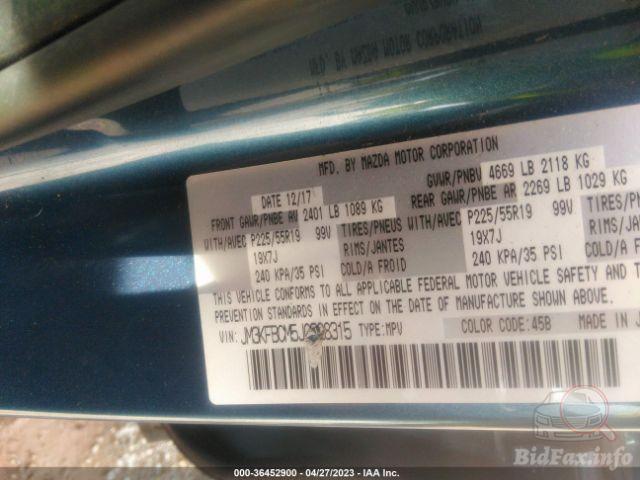 MFD. BY MAZDA MOTOR CORPORATION
DATE 12/17
GVWR/PNBV 4669 LB 2118 KG
FRONT GAWR/PNBE AV 2401 LB 1089 KG
REAR GAWR/PNBE AR 2269 LB 1029 KG
WITH/AVEC P225/55R19 99V TIRES/PNEUS
19X7J RIMS/JANTES
240 KPA/35 PSI COLD/A FROID
WITH/AVEC P225/55R19 99V TIRES/
19X7J RIMS/J
240 KPA/35 PSI COLD/
THIS VEHICLE CONFORMS TO ALL APPLICABLE FEDERAL MOTOR VEHICLE SAFETY AND
PREVENTION STANDARDS IN EFFECT ON THE DATE OF MANUFACTURE SHOWN ABOVE.
VIN: TYPE: MPV COLOR CODE: 45B MADE IN
BidFax.info
000-36452900 - 04/27/2023 - IAA Inc.